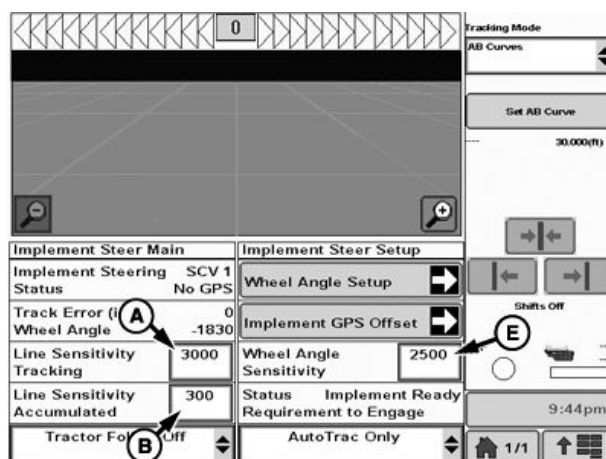 0
Tracking Mode
AB Curves
Set AB Curve
30.000(ft)
Shifts Off
Implement Steer Main
Implement Steering SCV 1
Status No GPS
Track Error (i 0
Wheel Angle -1830
A
Line Sensitivity 3000
Tracking
Line Sensitivity 300
Accumulated
B
Tractor Fo Off
Implement Steer Setup
Wheel Angle Setup
Implement GPS Offset
E
Wheel Angle 2500
Sensitivity
Status Implement Ready
Requirement to Engage
AutoTrac Only
9:44pm
1/1